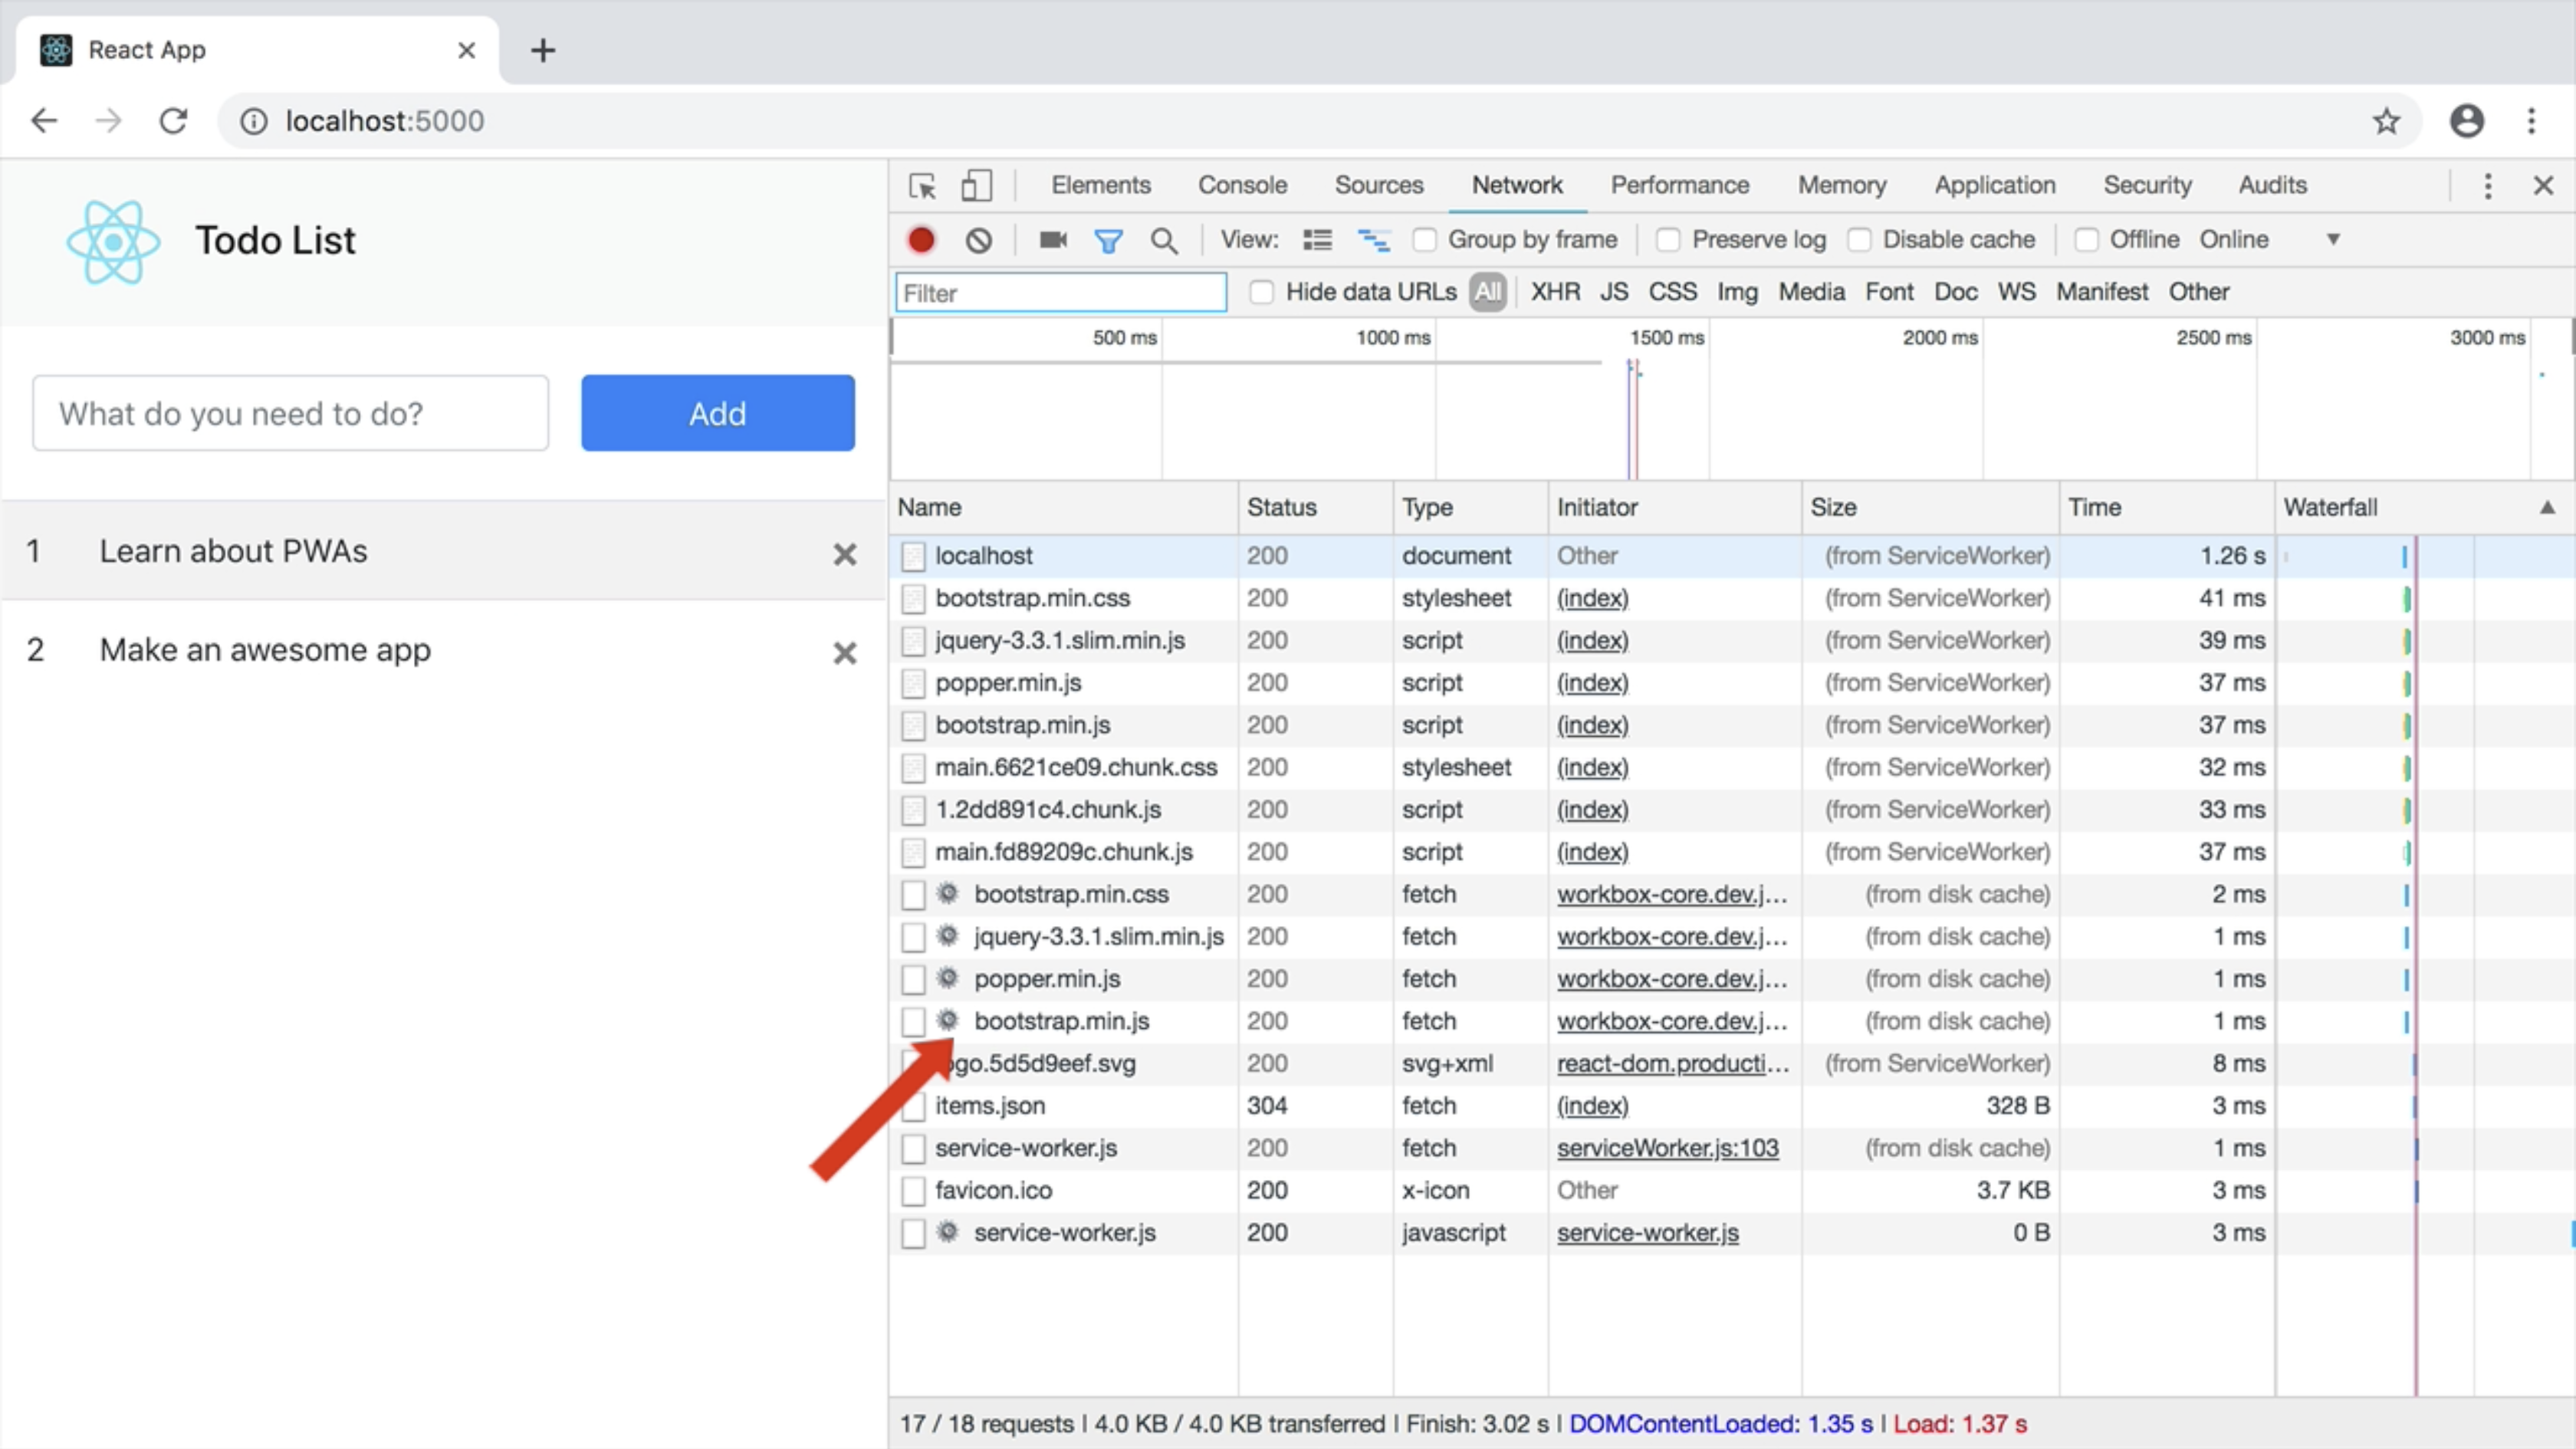 React App
localhost:5000
Todo List
What do you need to do?
Add
1 Learn about PWAs
2 Make an awesome app
Elements Console Sources Network Performance Memory Application Security Audits
View: Group by frame Preserve log Disable cache Offline Online
Filter Hide data URLs All XHR JS CSS Img Media Font Doc WS Manifest Other
500 ms 1000 ms 1500 ms 2000 ms 2500 ms 3000 ms
Name Status Type Initiator Size Time Waterfall
localhost 200 document Other (from ServiceWorker) 1.26 s
bootstrap.min.css 200 stylesheet (index) (from ServiceWorker) 41 ms
jquery-3.3.1.slim.min.js 200 script (index) (from ServiceWorker) 39 ms
popper.min.js 200 script (index) (from ServiceWorker) 37 ms
bootstrap.min.js 200 script (index) (from ServiceWorker) 37 ms
main.6621ce09.chunk.css 200 stylesheet (index) (from ServiceWorker) 32 ms
1.2dd891c4.chunk.js 200 script (index) (from ServiceWorker) 33 ms
main.fd89209c.chunk.js 200 script (index) (from ServiceWorker) 37 ms
bootstrap.min.css 200 fetch workbox-core.dev.j... (from disk cache) 2 ms
jquery-3.3.1.slim.min.js 200 fetch workbox-core.dev.j... (from disk cache) 1 ms
popper.min.js 200 fetch workbox-core.dev.j... (from disk cache) 1 ms
bootstrap.min.js 200 fetch workbox-core.dev.j... (from disk cache) 1 ms
ogo.5d5d9eef.svg 200 svg+xml react-dom.producti... (from ServiceWorker) 8 ms
items.json 304 fetch (index) 328 B 3 ms
service-worker.js 200 fetch serviceWorker.js:103 (from disk cache) 1 ms
favicon.ico 200 x-icon Other 3.7 KB 3 ms
service-worker.js 200 javascript service-worker.js 0 B 3 ms
17 / 18 requests | 4.0 KB / 4.0 KB transferred | Finish: 3.02 s | DOMContentLoaded: 1.35 s | Load: 1.37 s